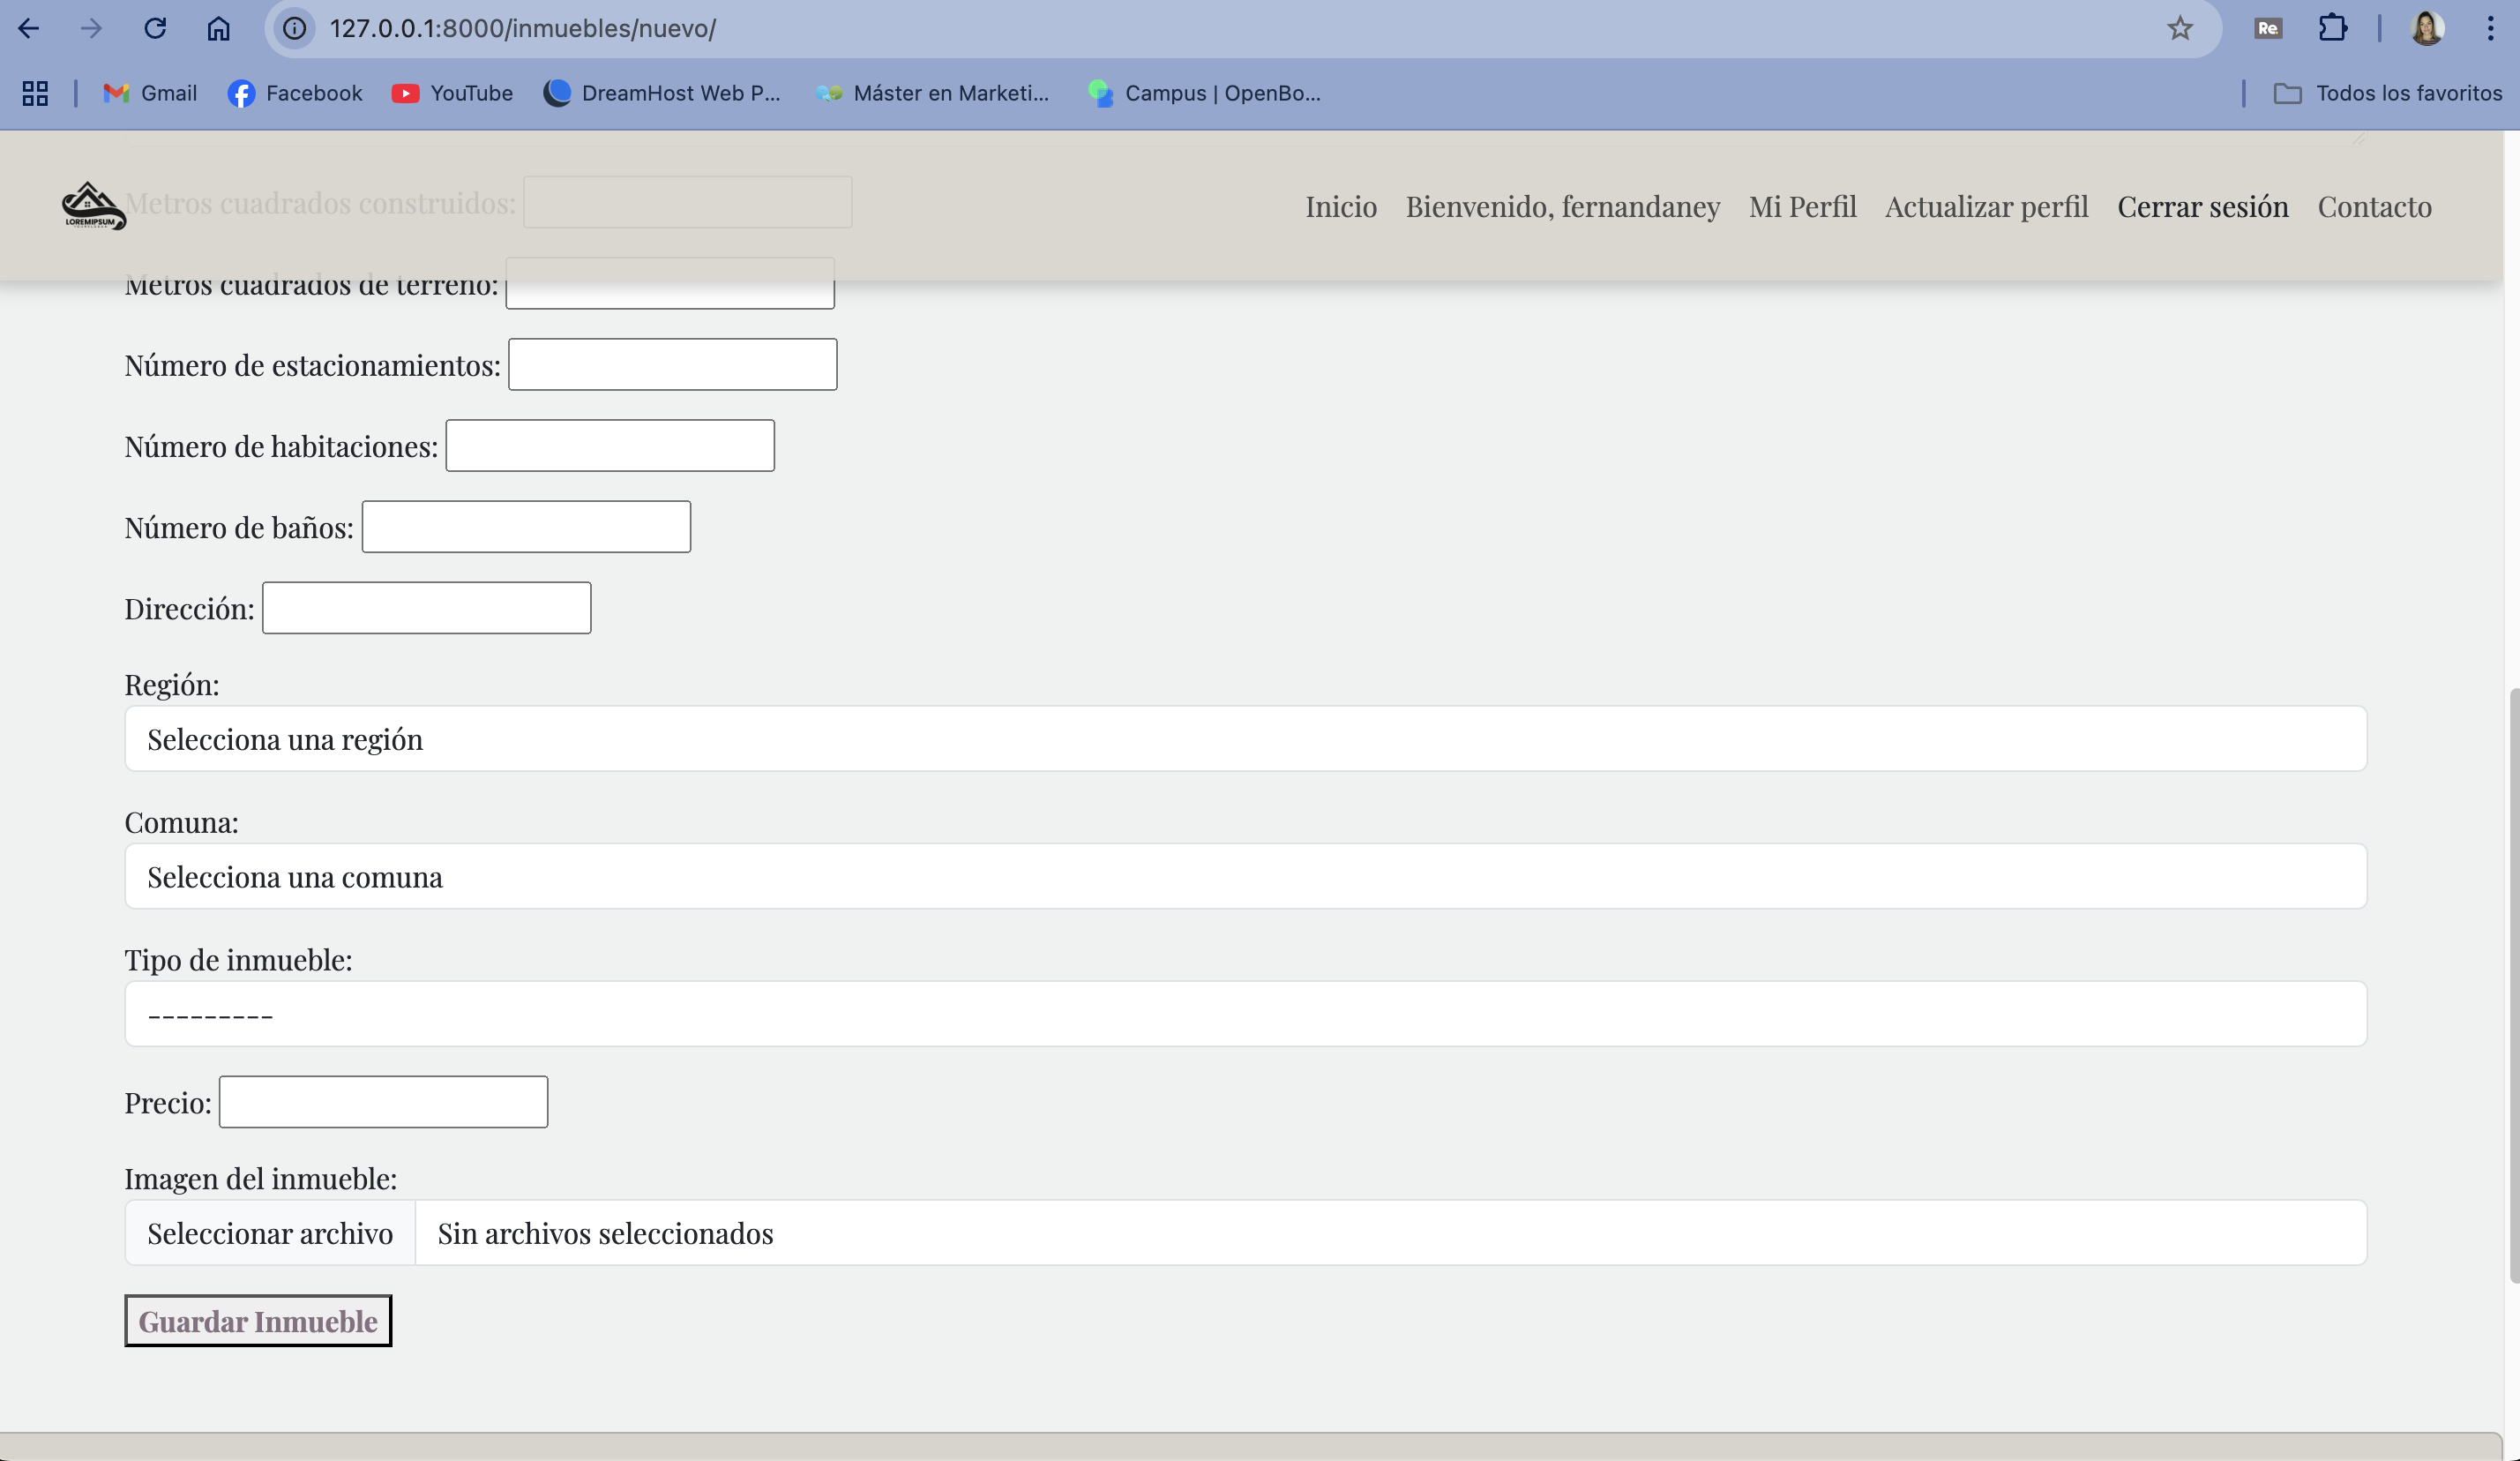 127.0.0.1:8000/inmuebles/nuevo/
Re.
Gmail Facebook YouTube DreamHost Web P... Máster en Marketi... Campus | OpenBo... Todos los favoritos
LOREMIPSUM
Inicio Bienvenido, fernandaney Mi Perfil Actualizar perfil Cerrar sesión Contacto
Metros cuadrados construidos:
Metros cuadrados de terreno:
Número de estacionamientos:
Número de habitaciones:
Número de baños:
Dirección:
Región:
Selecciona una región
Comuna:
Selecciona una comuna
Tipo de inmueble:
---------
Precio:
Imagen del inmueble:
Seleccionar archivo Sin archivos seleccionados
Guardar Inmueble